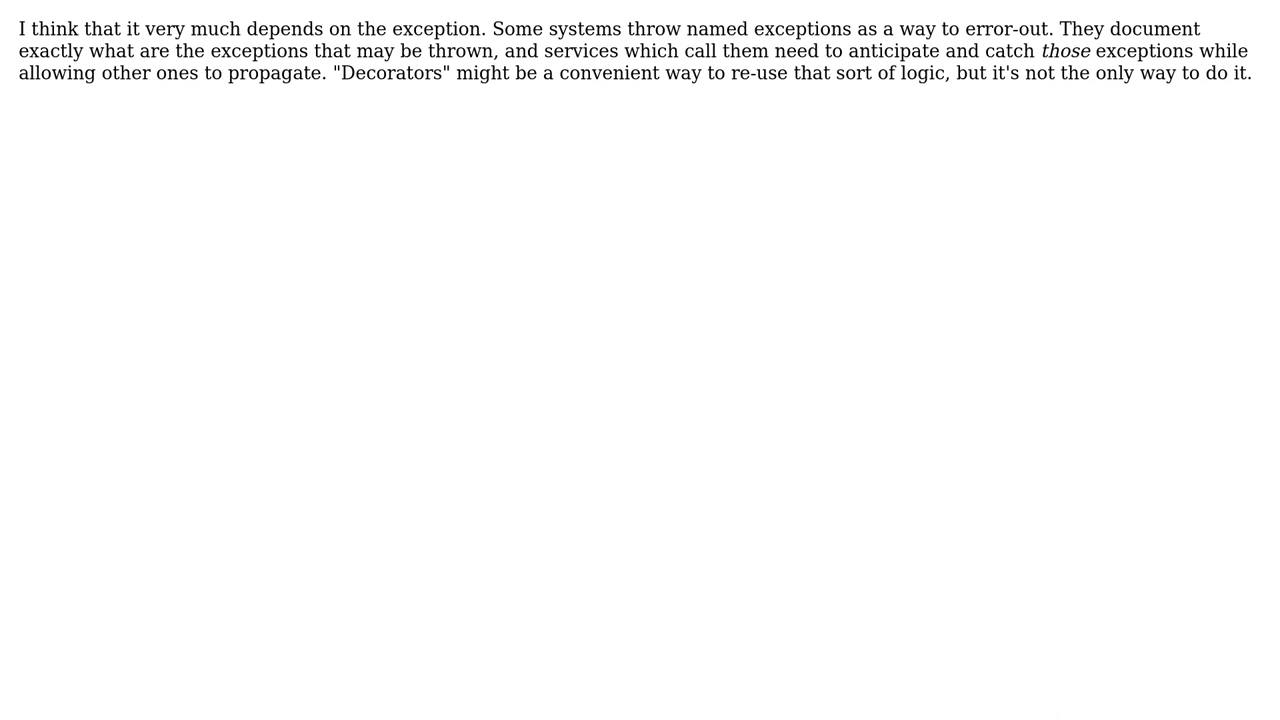 I think that it very much depends on the exception. Some systems throw named exceptions as a way to error-out. They document
exactly what are the exceptions that may be thrown, and services which call them need to anticipate and catch those exceptions while
allowing other ones to propagate. "Decorators" might be a convenient way to re-use that sort of logic, but it's not the only way to do it.